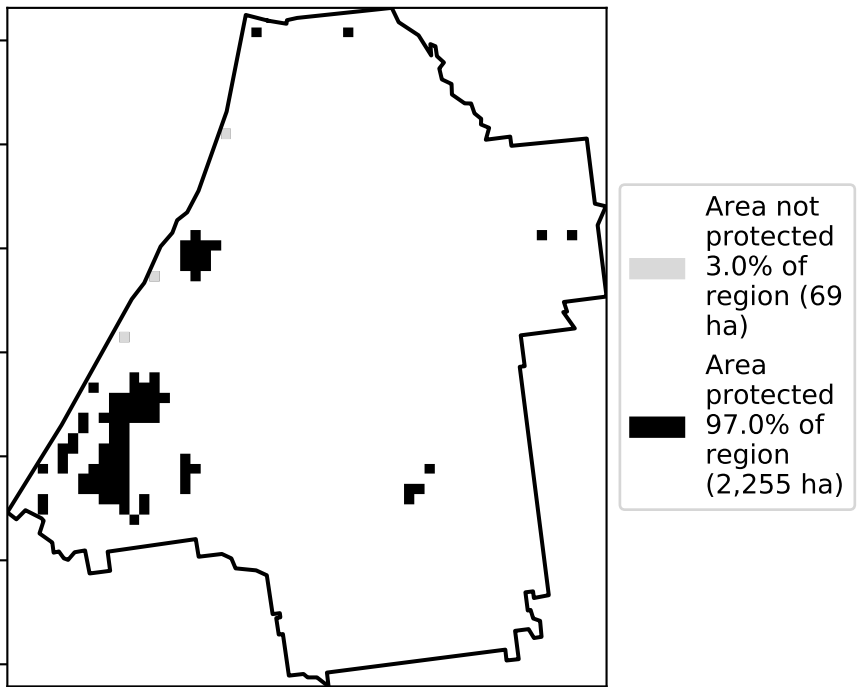 Area not
protected
3.0% of
region (69
ha)
Area
protected
97.0% of
region
(2,255 ha)